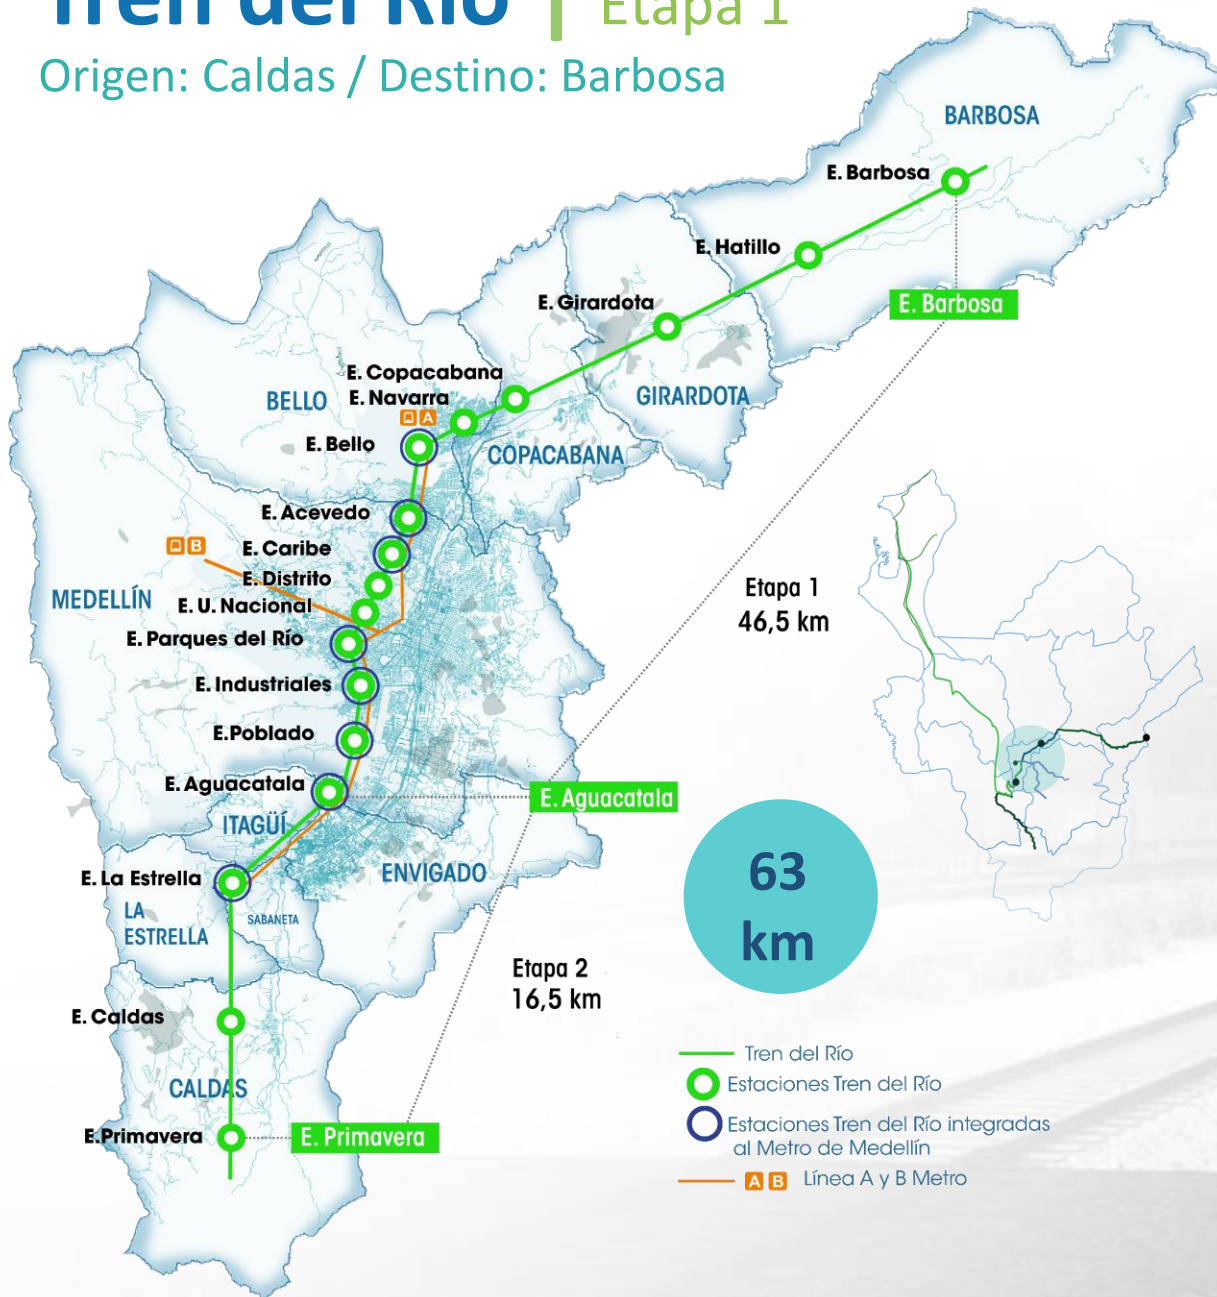 Tren del Río | Etapa 1
Origen: Caldas / Destino: Barbosa
BARBOSA
E. Barbosa
E. Hatillo
E. Girardota
E. Barbosa
E. Copacabana
E. Navarra
BELLO
GIRARDOTA
A
E. Bello
COPACABANA
E. Acevedo
B
E. Caribe
E. Distrito
MEDELLÍN
E. U. Nacional
E. Parques del Río
Etapa 1
46,5 km
E. Industriales
E.Poblado
E. Aguacatala
E. Aguacatala
ITAGÜÍ
ENVIGADO
E. La Estrella
LA
ESTRELLA
SABANETA
63
km
Etapa 2
16,5 km
E. Caldas
CALDAS
E.Primavera
E. Primavera
Tren del Río
Estaciones Tren del Río
Estaciones Tren del Río integradas
al Metro de Medellín
A B Línea A y B Metro